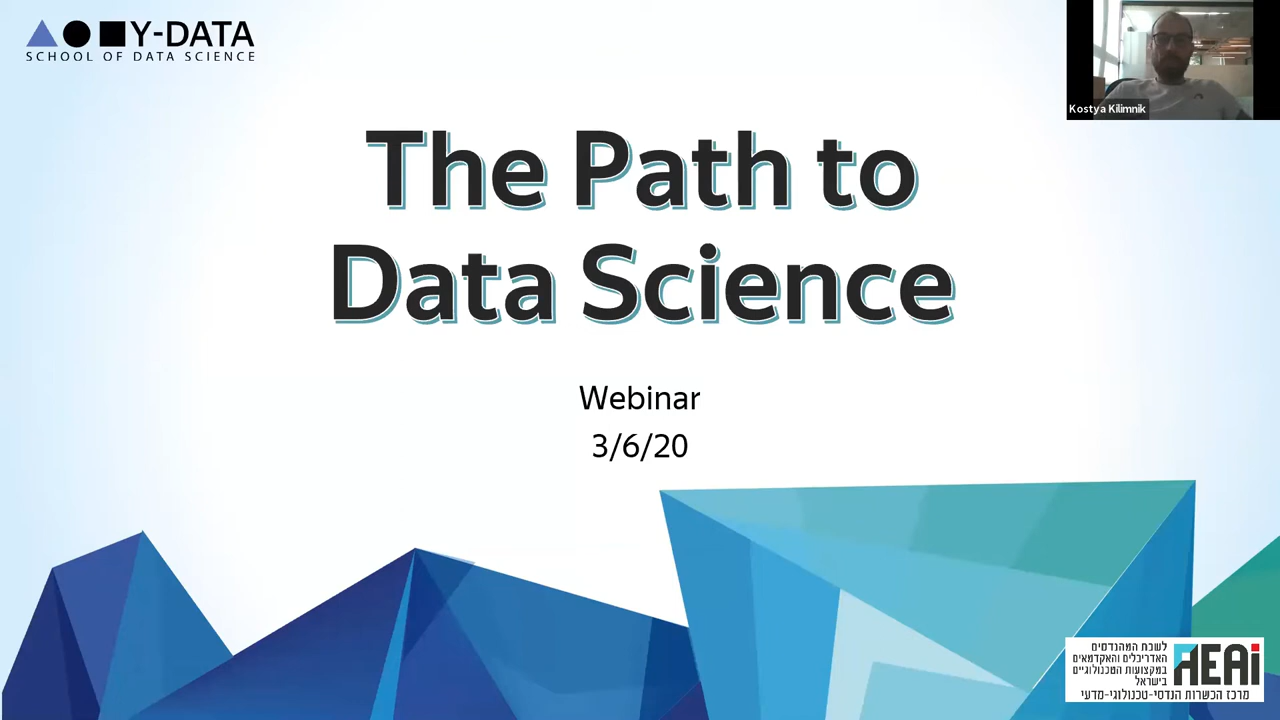 Y-DATA
SCHOOL OF DATA SCIENCE
Kostya Kilimnik
The Path to
Data Science
Webinar
3/6/20
לשכת המהנדסים
האדריכלים והאקדמאים
במקצועות הטכנולוגיים
בישראל
AEAi
מרכז הכשרות הנדסי-טכנולוגי-מדעי